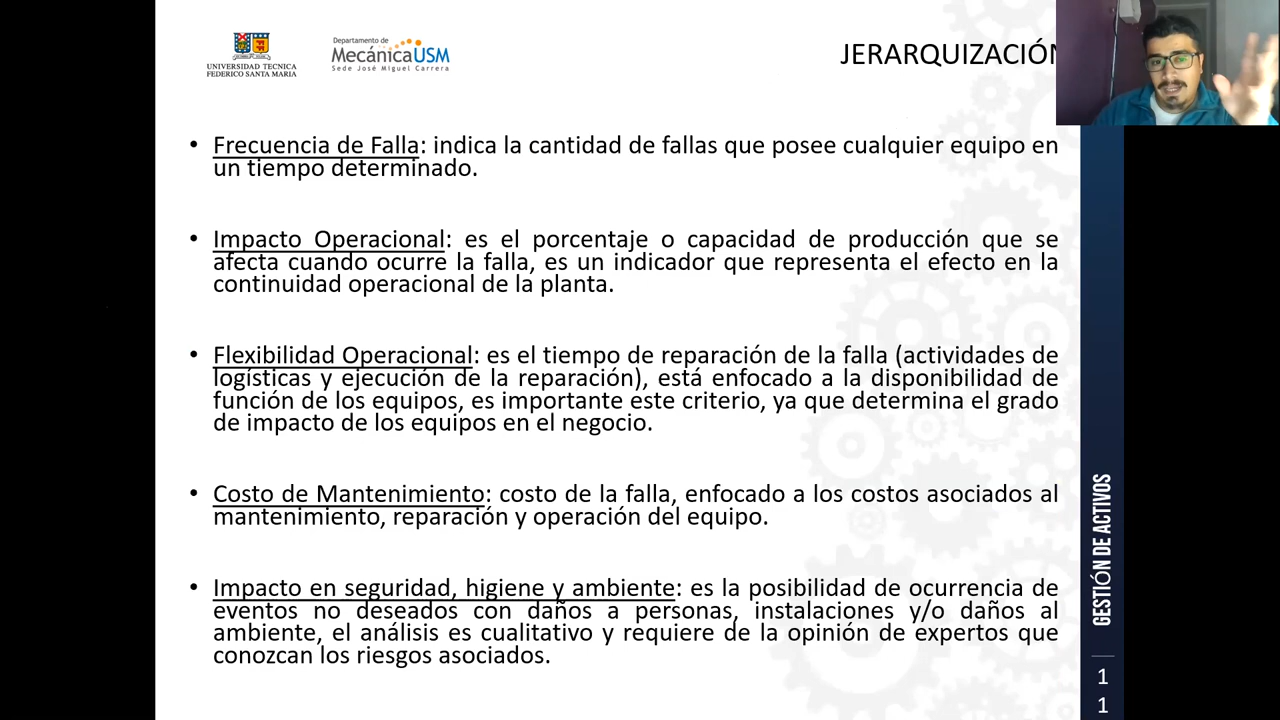 UNIVERSIDAD TECNICA
FEDERICO SANTA MARIA
Departamento de
MecánicaUSM
Sede José Miguel Carrera
JERARQUIZACIÓN
• Frecuencia de Falla: indica la cantidad de fallas que posee cualquier equipo en
un tiempo determinado.
• Impacto Operacional: es el porcentaje o capacidad de producción que se
afecta cuando ocurre la falla, es un indicador que representa el efecto en la
continuidad operacional de la planta.
• Flexibilidad Operacional: es el tiempo de reparación de la falla (actividades de
logísticas y ejecución de la reparación), está enfocado a la disponibilidad de
función de los equipos, es importante este criterio, ya que determina el grado
de impacto de los equipos en el negocio.
• Costo de Mantenimiento: costo de la falla, enfocado a los costos asociados al
mantenimiento, reparación y operación del equipo.
• Impacto en seguridad, higiene y ambiente: es la posibilidad de ocurrencia de
eventos no deseados con daños a personas, instalaciones y/o daños al
ambiente, el análisis es cualitativo y requiere de la opinión de expertos que
conozcan los riesgos asociados.
GESTIÓN DE ACTIVOS
1
1